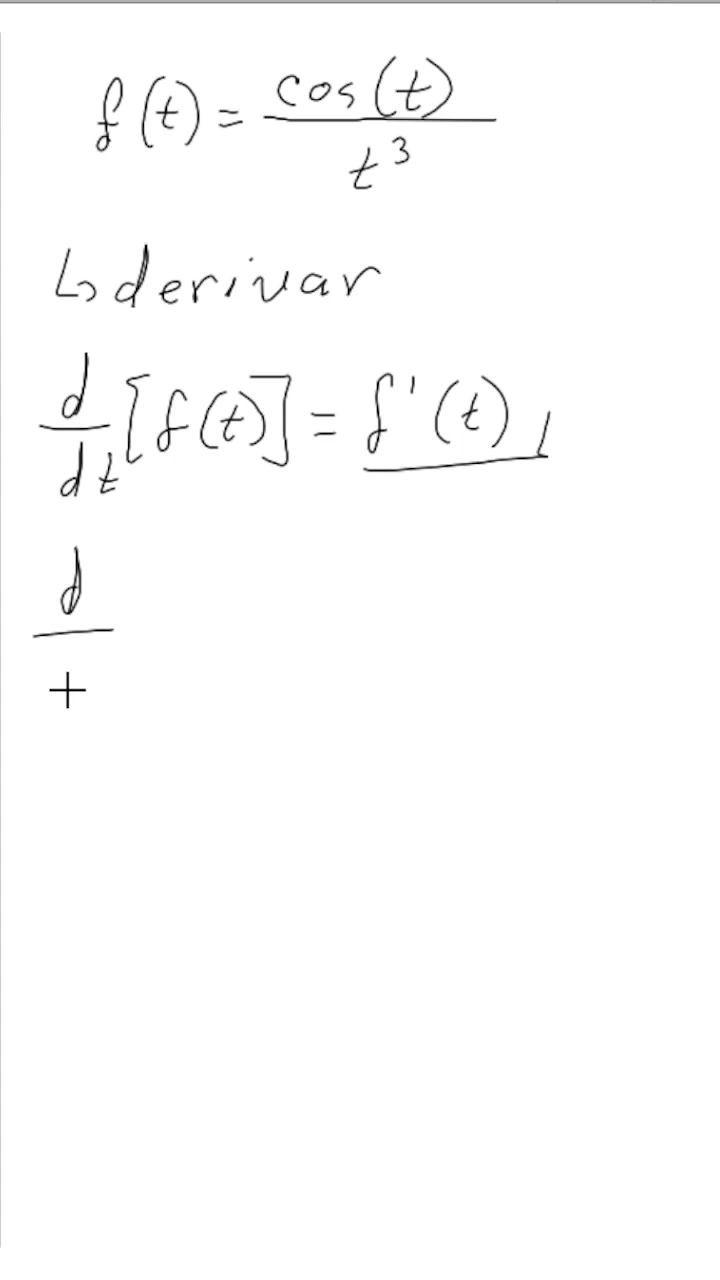 f(t) = cos(t) / t³
↳ derivar
d/dt [f(t)] = f'(t)
d